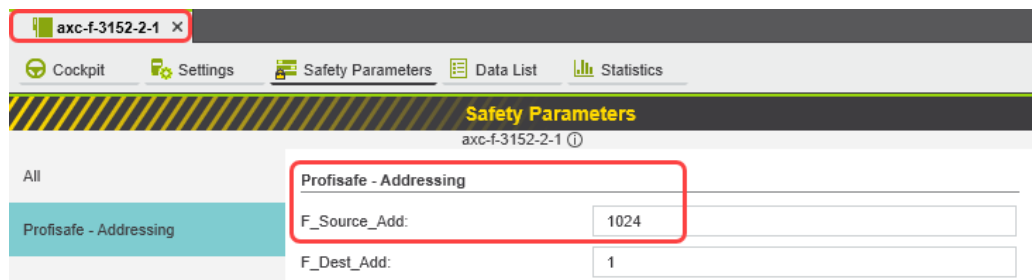 axc-f-3152-2-1 ×
Cockpit Settings Safety Parameters Data List Statistics
Safety Parameters
axc-f-3152-2-1
All
Profisafe - Addressing
Profisafe - Addressing
F_Source_Add: 1024
F_Dest_Add: 1